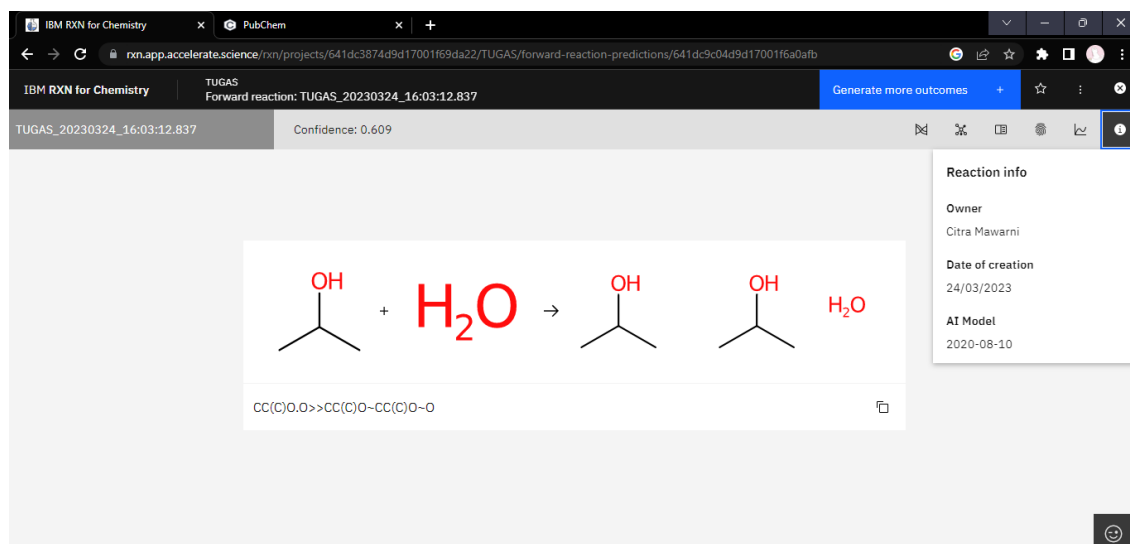 IBM RXN for Chemistry
PubChem
rxn.app.accelerate.science/rxn/projects/641dc3874d9d17001f69da22/TUGAS/forward-reaction-predictions/641dc9c04d9d17001f6a0afb
IBM RXN for Chemistry
TUGAS
Forward reaction: TUGAS_20230324_16:03:12.837
Generate more outcomes +
TUGAS_20230324_16:03:12.837
Confidence: 0.609
Reaction info
Owner
Citra Mawarni
Date of creation
24/03/2023
AI Model
2020-08-10
OH + H₂O → OH OH H₂O
CC(C)O.O>>CC(C)O~CC(C)O~O